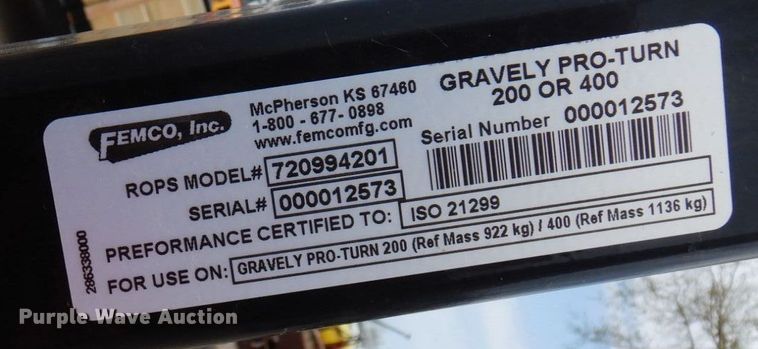 FEMCO, Inc.
McPherson KS 67460
1-800-677-0898
www.femcomfg.com
GRAVELY PRO-TURN
200 OR 400
Serial Number 000012573
ROPS MODEL# 720994201
SERIAL# 000012573
PREFORMANCE CERTIFIED TO: ISO 21299
FOR USE ON: GRAVELY PRO-TURN 200 (Ref Mass 922 kg) / 400 (Ref Mass 1136 kg)
286338000
Purple Wave Auction